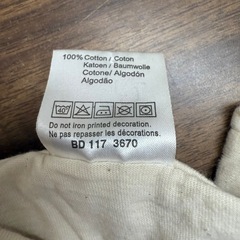 100% Cotton / Coton
Katoen / Baumwolle
Cotone / Algodón
Algodão
40°
Do not iron printed decoration.
Ne pas repasser les décorations.
BD 117 3670